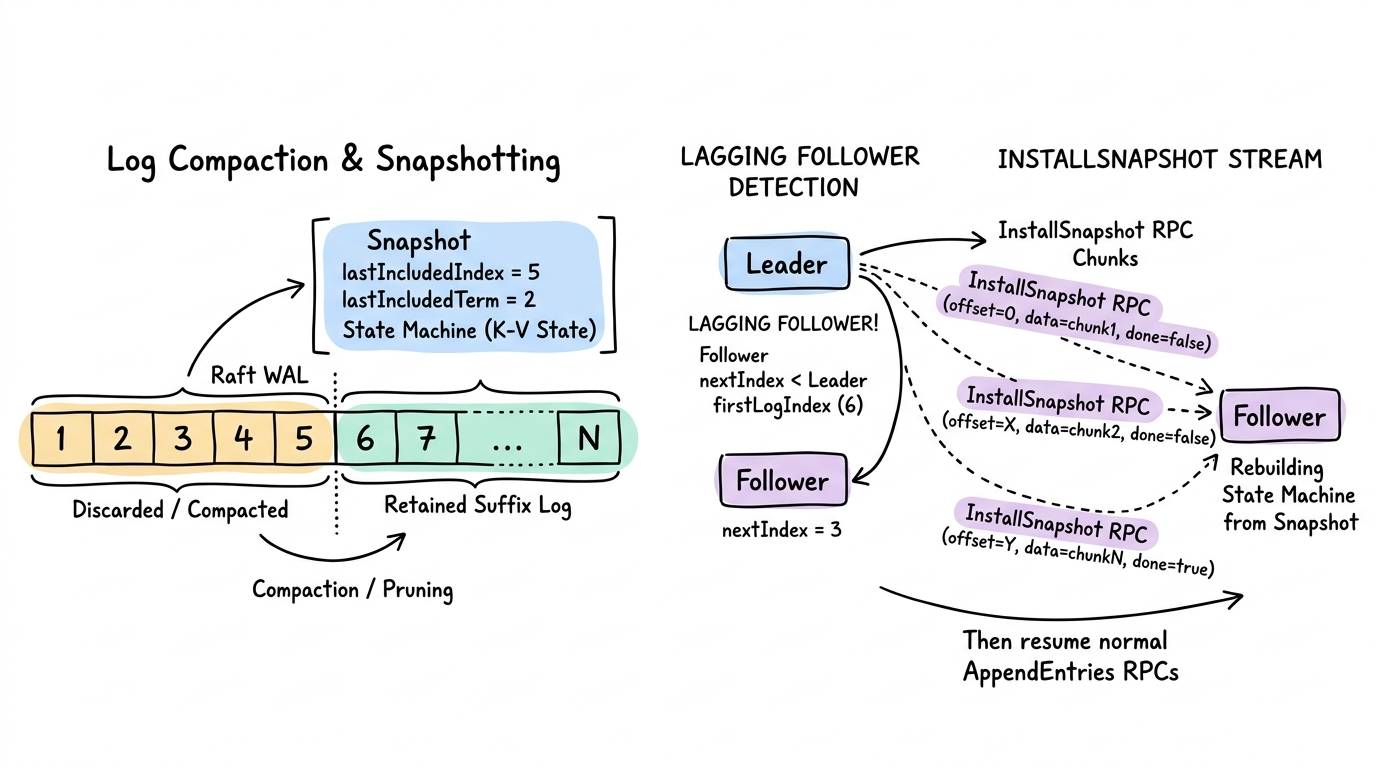 Log Compaction & Snapshotting
Snapshot
lastIncludedIndex = 5
lastIncludedTerm = 2
State Machine (K-V State)
Raft WAL
1 2 3 4 5 6 7 ... N
Discarded / Compacted
Retained Suffix Log
Compaction / Pruning
LAGGING FOLLOWER
DETECTION
Leader
LAGGING FOLLOWER!
Follower
nextIndex < Leader
firstLogIndex (6)
Follower
nextIndex = 3
INSTALLSNAPSHOT STREAM
InstallSnapshot RPC
Chunks
InstallSnapshot RPC
(offset=0, data=chunk1, done=false)
InstallSnapshot RPC
(offset=X, data=chunk2, done=false)
InstallSnapshot RPC
(offset=Y, data=chunkN, done=true)
Follower
Rebuilding
State Machine
from Snapshot
Then resume normal
AppendEntries RPCs